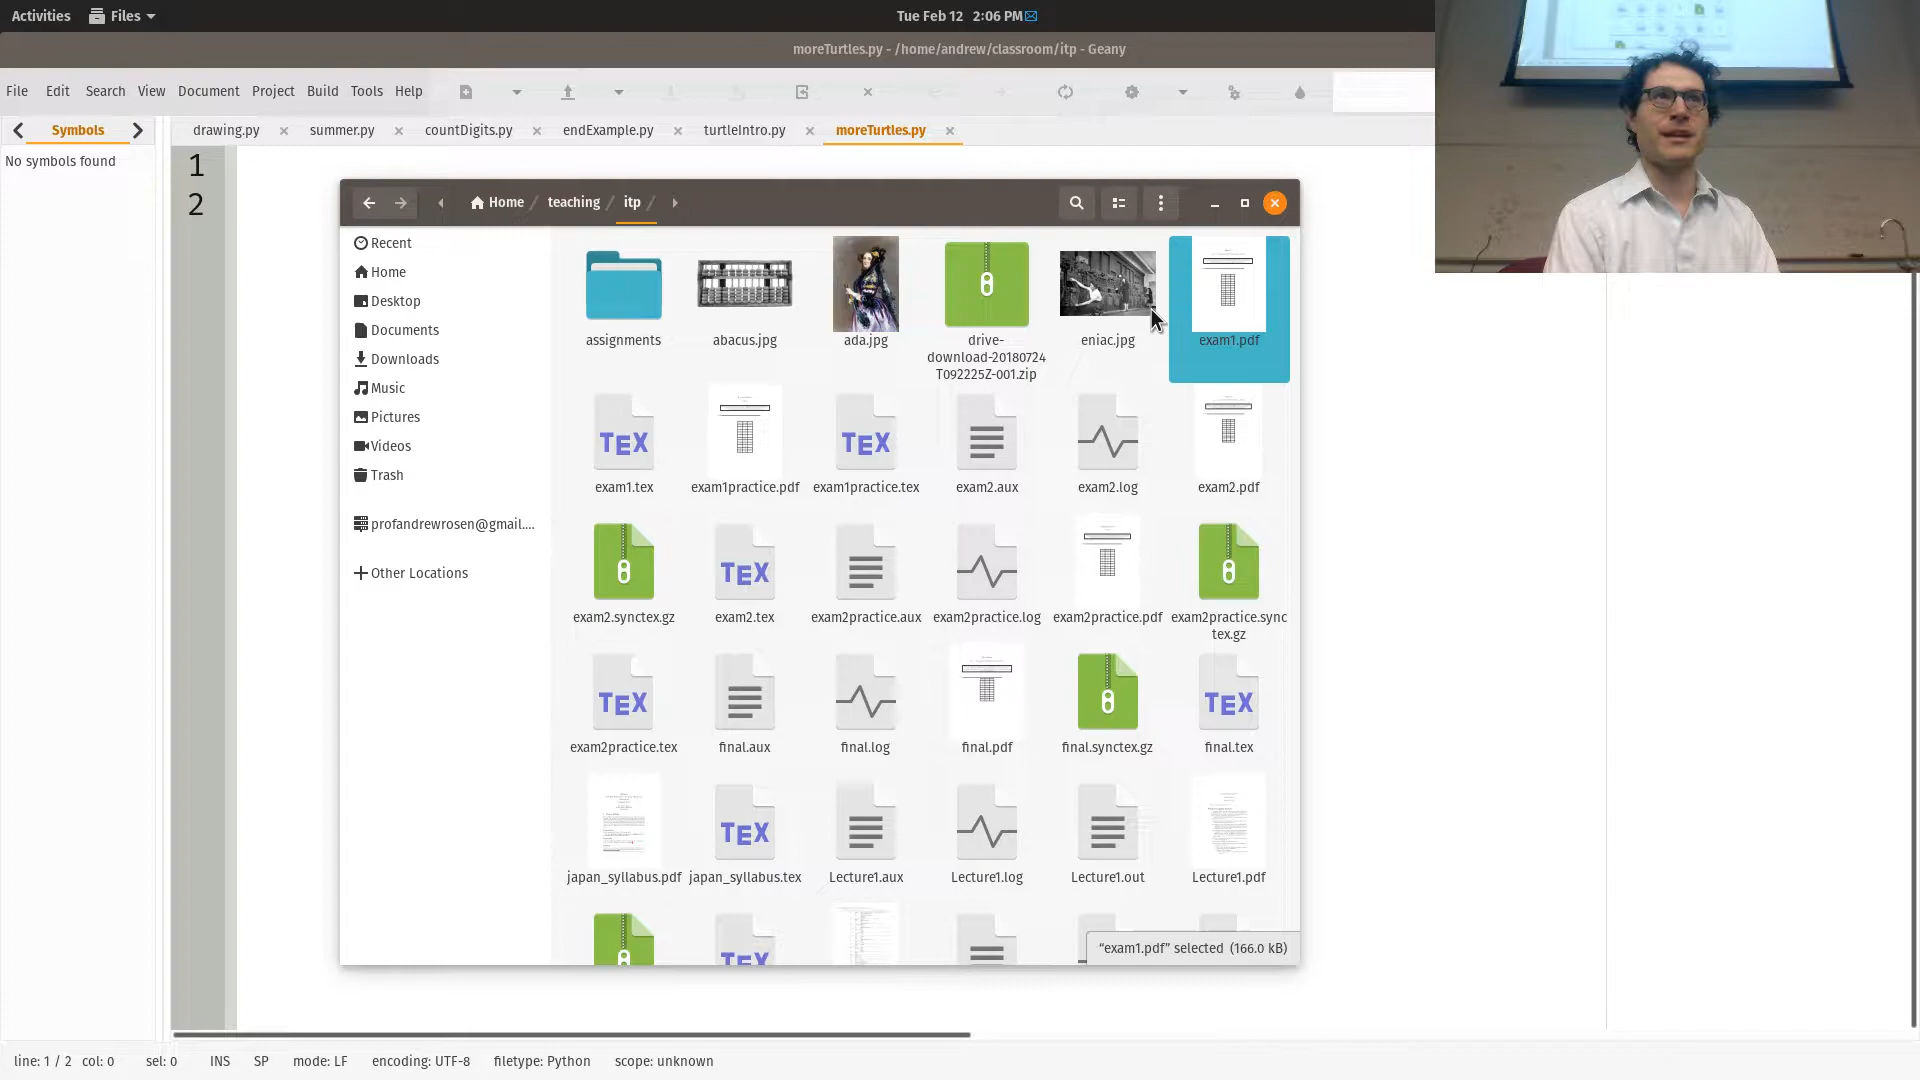 Activities Files Tue Feb 12 2:06 PM
moreTurtles.py - /home/andrew/classroom/itp - Geany
File Edit Search View Document Project Build Tools Help
Symbols drawing.py summer.py countDigits.py endExample.py turtleIntro.py moreTurtles.py
No symbols found
1
2
Home / teaching / itp /
Recent
Home
Desktop
Documents
Downloads
Music
Pictures
Videos
Trash
profandrewrosen@gmail....
Other Locations
assignments abacus.jpg ada.jpg drive-
download-20180724
T092225Z-001.zip eniac.jpg exam1.pdf
TEX TEX
exam1.tex exam1practice.pdf exam1practice.tex exam2.aux exam2.log exam2.pdf
TEX
exam2.synctex.gz exam2.tex exam2practice.aux exam2practice.log exam2practice.pdf exam2practice.sync
tex.gz
TEX TEX
exam2practice.tex final.aux final.log final.pdf final.synctex.gz final.tex
TEX
japan_syllabus.pdf japan_syllabus.tex Lecture1.aux Lecture1.log Lecture1.out Lecture1.pdf
TEX
“exam1.pdf” selected (166.0 kB)
line: 1 / 2 col: 0 sel: 0 INS SP mode: LF encoding: UTF-8 filetype: Python scope: unknown